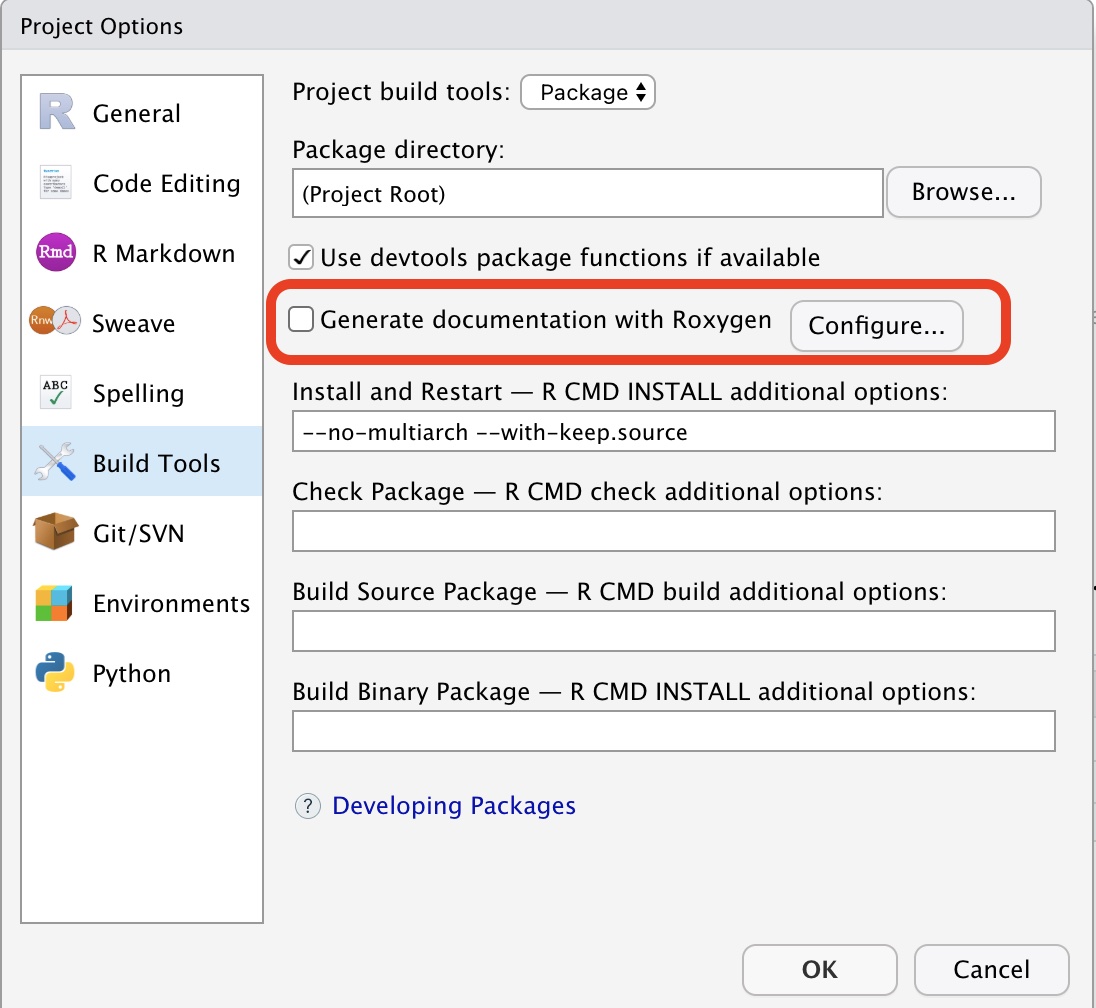 Project Options
General
Code Editing
Rmd R Markdown
Rnw Sweave
ABC Spelling
Build Tools
Git/SVN
Environments
Python
Project build tools: Package
Package directory:
(Project Root) Browse...
Use devtools package functions if available
Generate documentation with Roxygen Configure...
Install and Restart — R CMD INSTALL additional options:
--no-multiarch --with-keep.source
Check Package — R CMD check additional options:
Build Source Package — R CMD build additional options:
Build Binary Package — R CMD INSTALL additional options:
? Developing Packages
OK Cancel